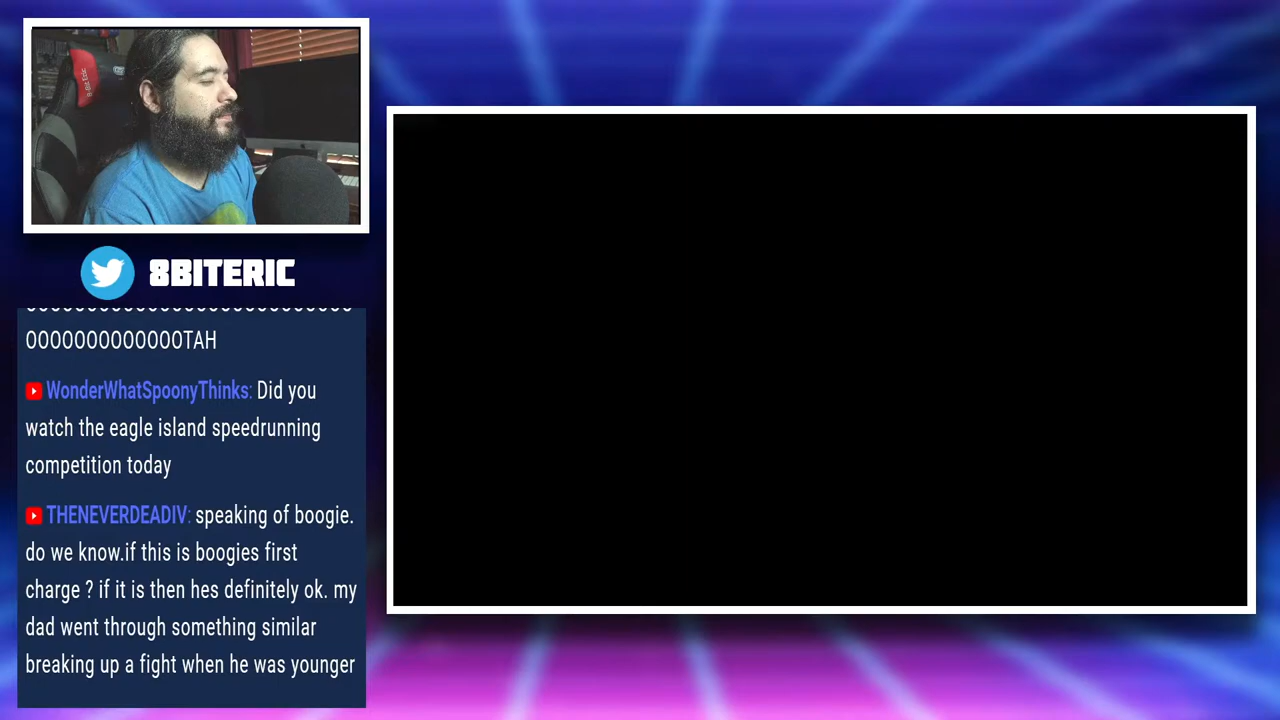 8BITERIC
OOOOOOOOOOOOOTAH
WonderWhatSpoonyThinks: Did you
watch the eagle island speedrunning
competition today
THENEVERDEADIV: speaking of boogie.
do we know.if this is boogies first
charge ? if it is then hes definitely ok. my
dad went through something similar
breaking up a fight when he was younger